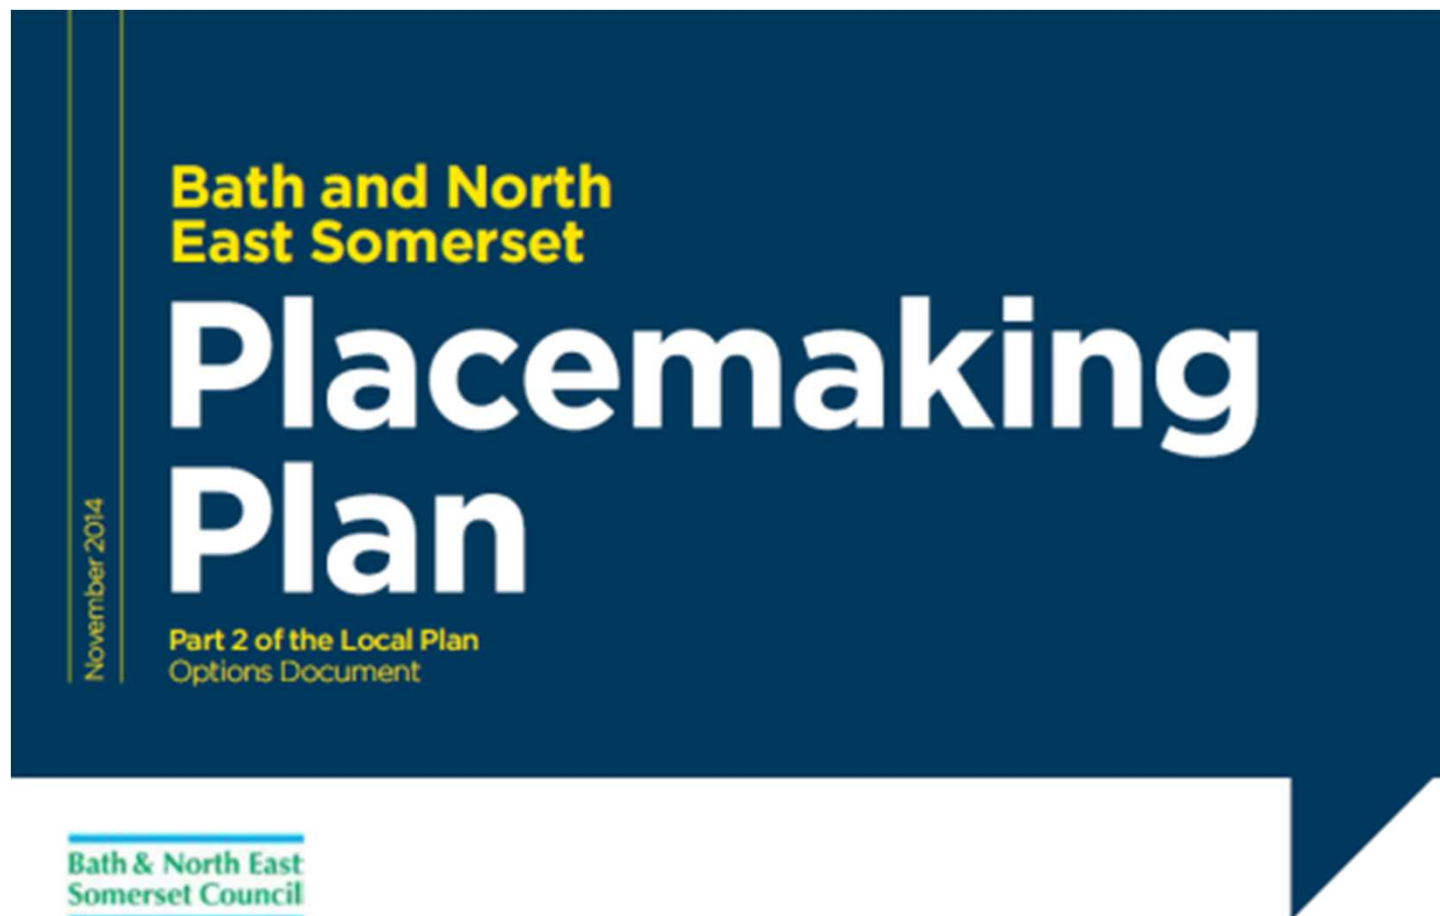 Bath and North
East Somerset
Placemaking
Plan
November 2014
Part 2 of the Local Plan
Options Document
Bath & North East
Somerset Council